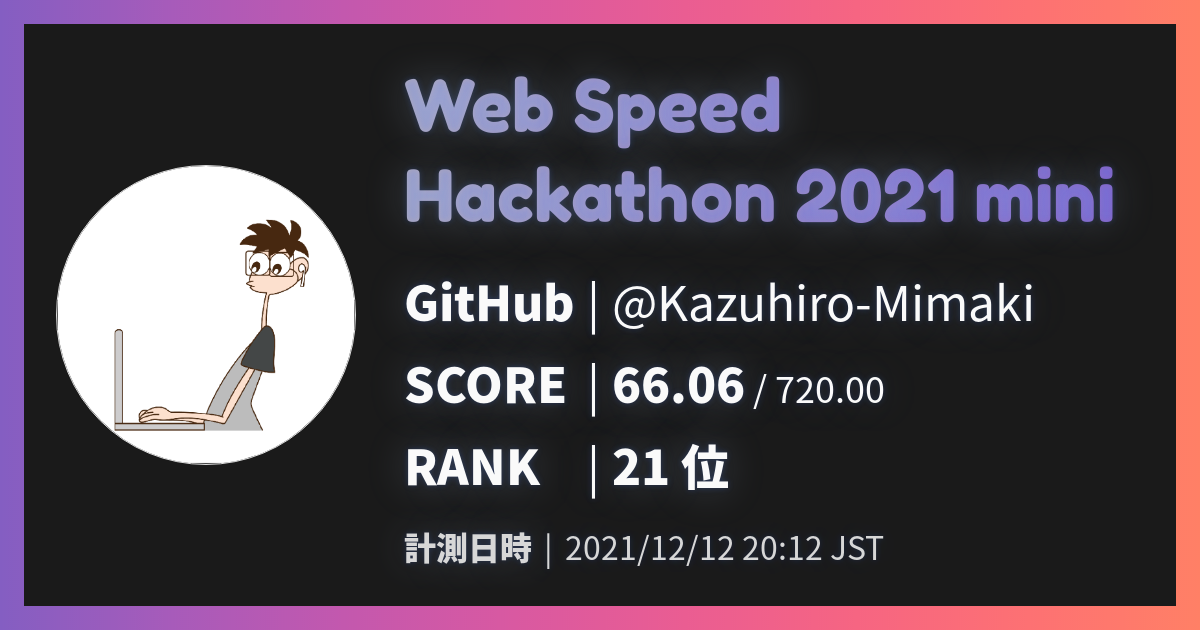 Web Speed
Hackathon 2021 mini
GitHub | @Kazuhiro-Mimaki
SCORE | 66.06 / 720.00
RANK | 21 位
計測日時 | 2021/12/12 20:12 JST